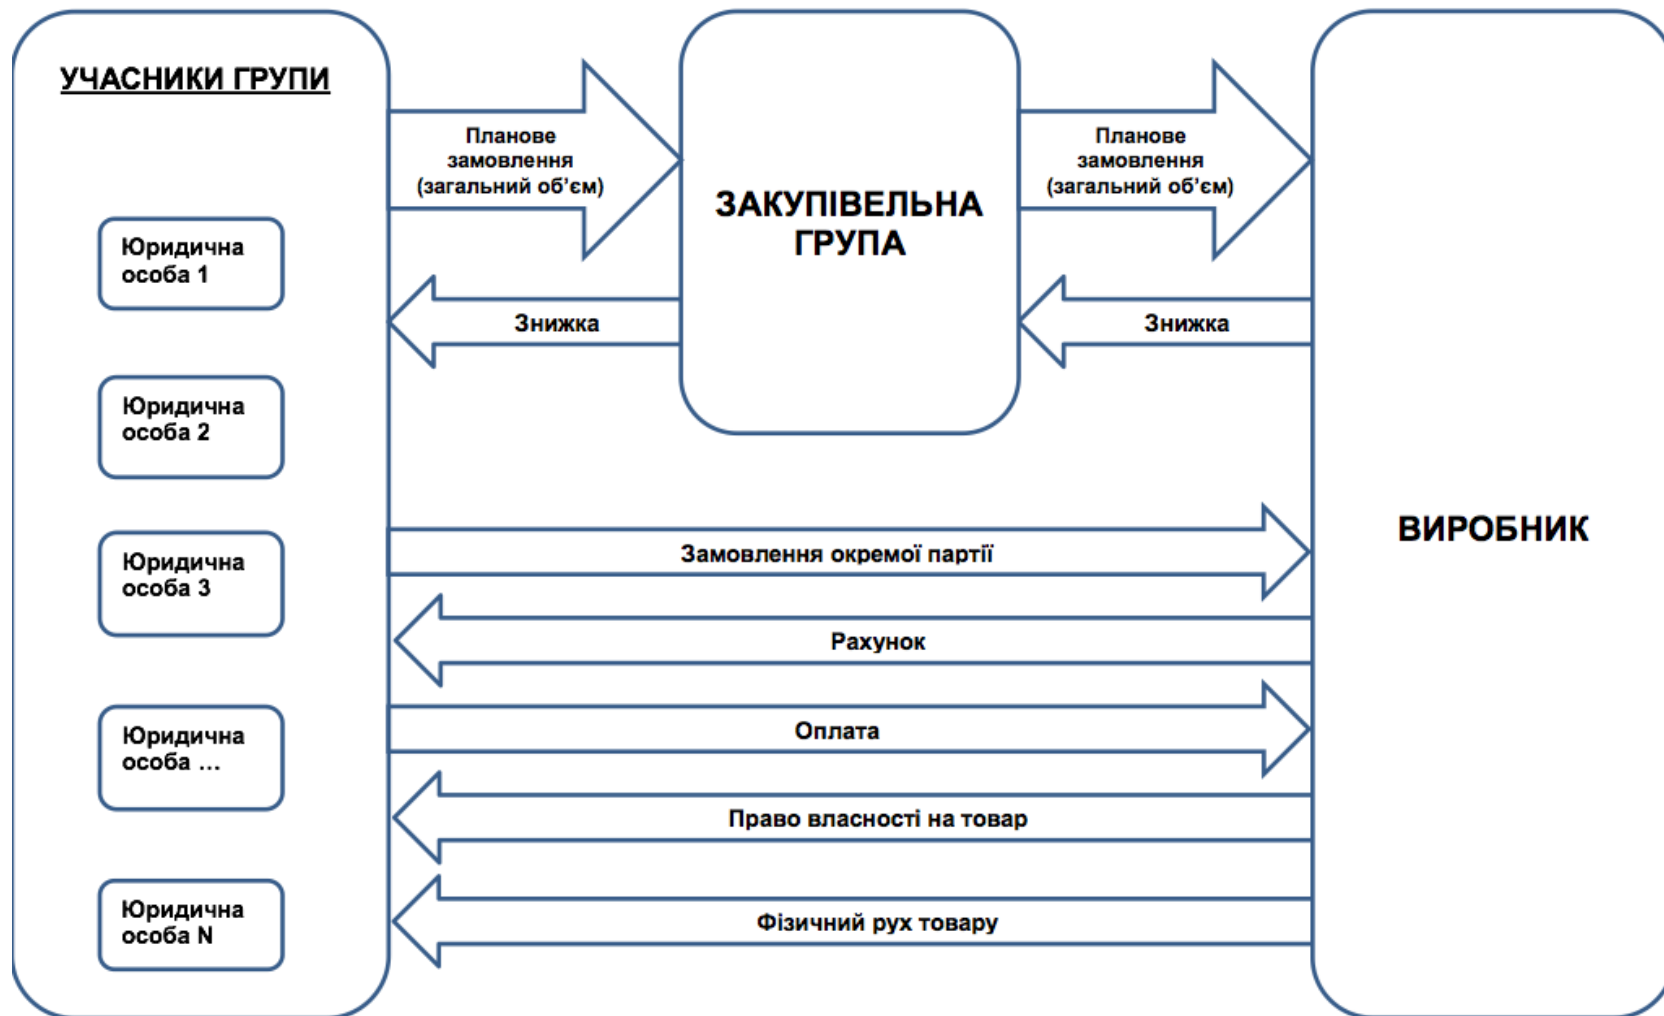 УЧАСНИКИ ГРУПИ
Юридична
особа 1
Юридична
особа 2
Юридична
особа 3
Юридична
особа ...
Юридична
особа N
Планове
замовлення
(загальний об'єм)
Знижка
ЗАКУПІВЕЛЬНА
ГРУПА
Планове
замовлення
(загальний об'єм)
Знижка
Замовлення окремої партії
Рахунок
Оплата
Право власності на товар
Фізичний рух товару
ВИРОБНИК